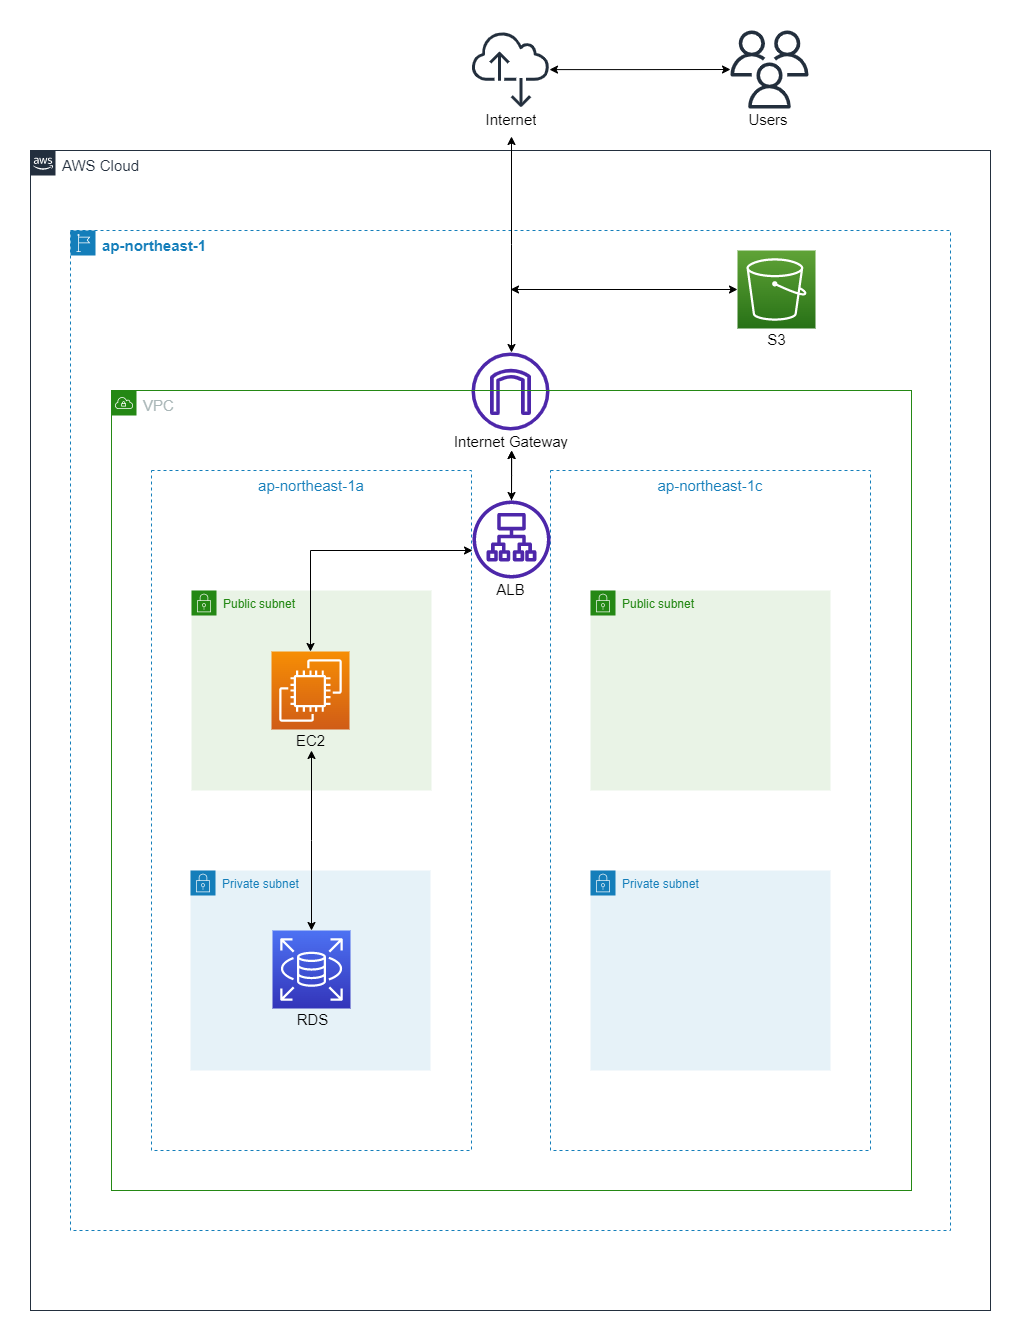 Internet
Users
aws
AWS Cloud
ap-northeast-1
S3
VPC
Internet Gateway
ap-northeast-1a
ap-northeast-1c
ALB
Public subnet
Public subnet
EC2
Private subnet
Private subnet
RDS